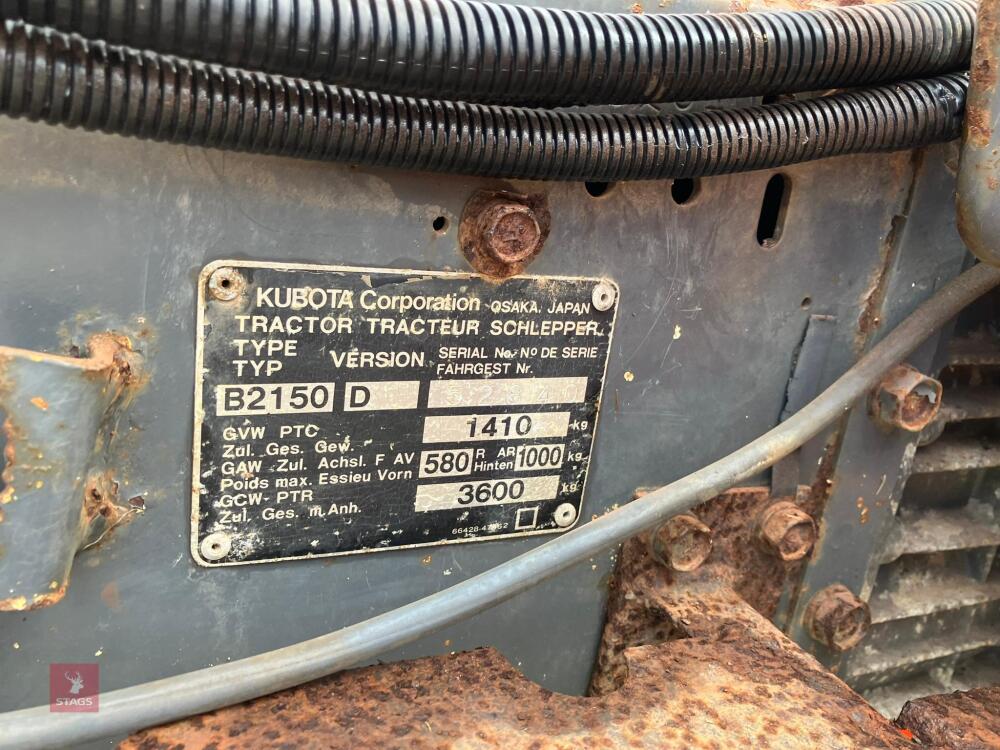 KUBOTA Corporation OSAKA, JAPAN
TRACTOR TRACTEUR SCHLEPPER
TYPE VERSION SERIAL No. Nº DE SERIE
TYP FAHRGEST Nr.
B2150 D
GVW PTC 1410 kg
Zul. Ges. Gew.
GAW Zul. Achsl. F AV 580 R AR 1000 kg
Poids max. Essieu Vorn Hinten
GCW-PTR 3600 kg
Zul. Ges. m. Anh.
STAGS